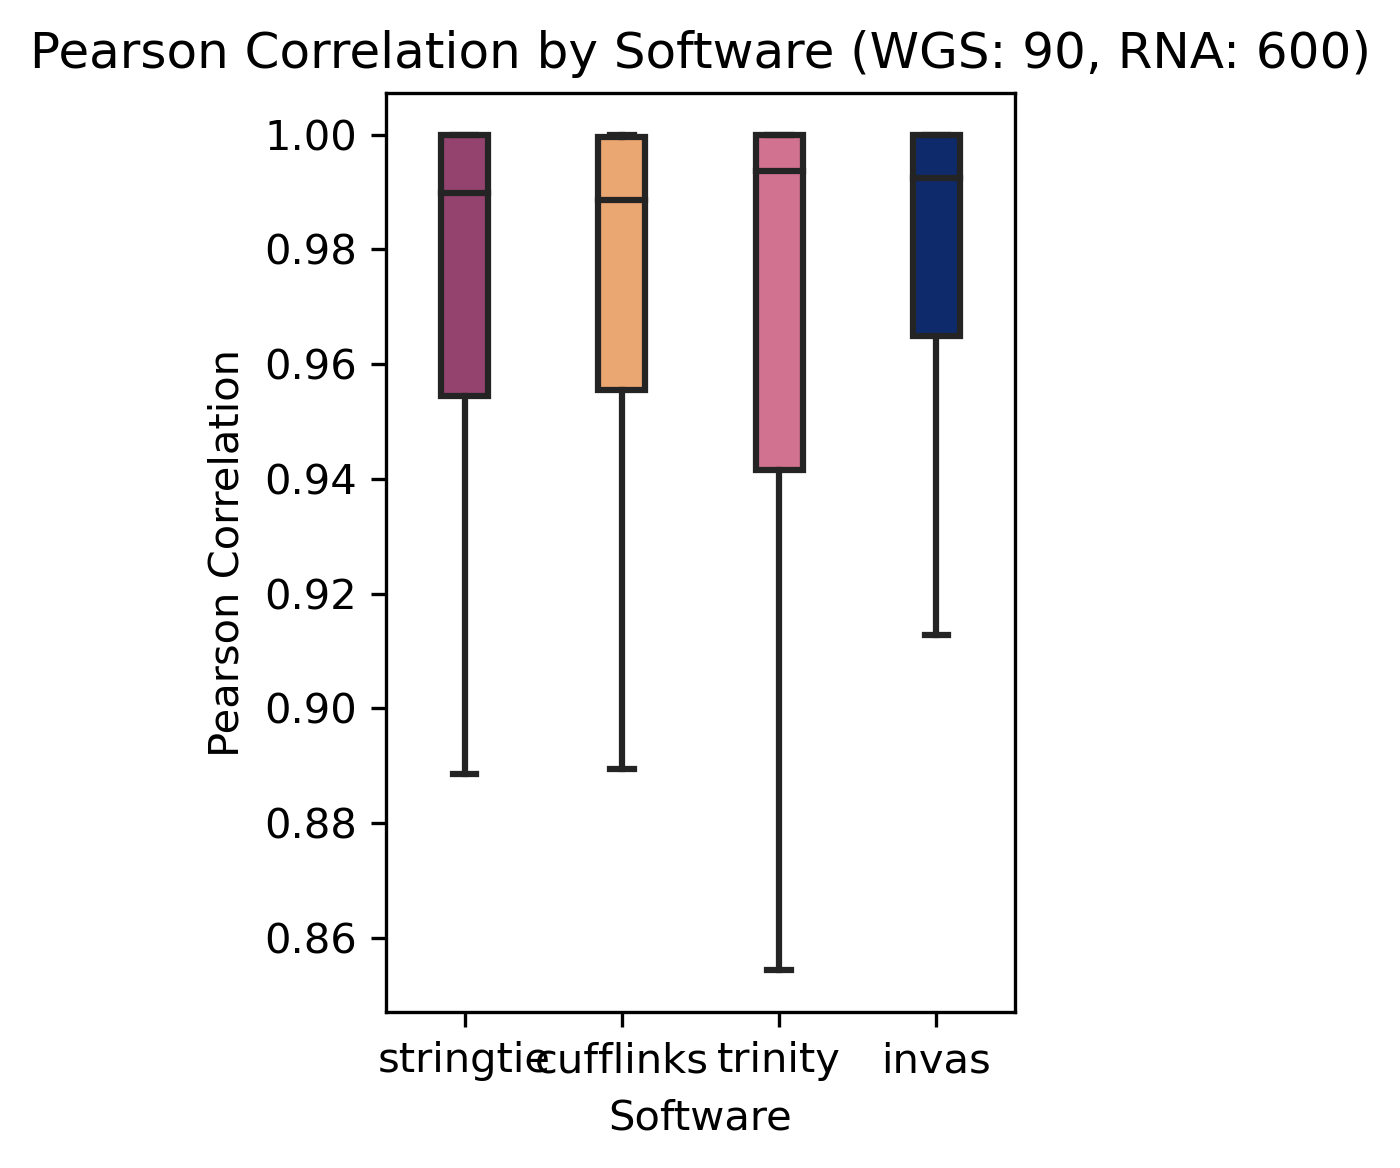 Pearson Correlation by Software (WGS: 90, RNA: 600)
1.00
0.98
0.96
0.94
0.92
0.90
0.88
0.86
Pearson Correlation
stringtie cufflinks trinity invas
Software